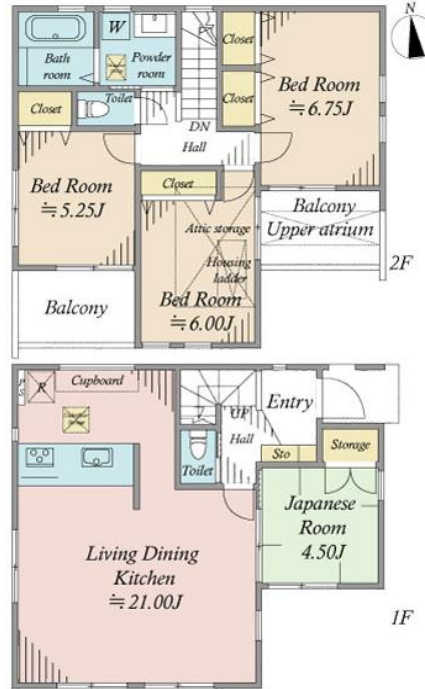 N
Bath
room
W
Powder
room
Closet
Closet
Bed Room
≒6.75J
Closet
Toilet
DN
Hall
Bed Room
≒5.25J
Closet
Attic storage
Housing
ladder
Bed Room
≒6.00J
Balcony
Upper atrium
2F
Balcony
PS
R
Cupboard
UP
Hall
Entry
Toilet
Sto
Storage
Japanese
Room
4.50J
Living Dining
Kitchen
≒21.00J
1F